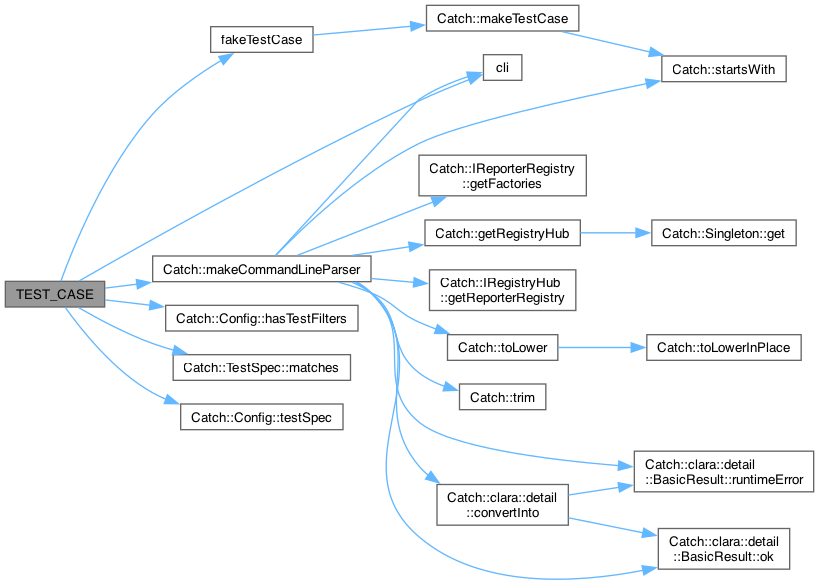 Catch::makeTestCase
fakeTestCase
cli
Catch::startsWith
Catch::IReporterRegistry
::getFactories
Catch::getRegistryHub
Catch::Singleton::get
Catch::makeCommandLineParser
Catch::IRegistryHub
::getReporterRegistry
TEST_CASE
Catch::Config::hasTestFilters
Catch::toLower
Catch::toLowerInPlace
Catch::TestSpec::matches
Catch::trim
Catch::Config::testSpec
Catch::clara::detail
::BasicResult::runtimeError
Catch::clara::detail
::convertInto
Catch::clara::detail
::BasicResult::ok